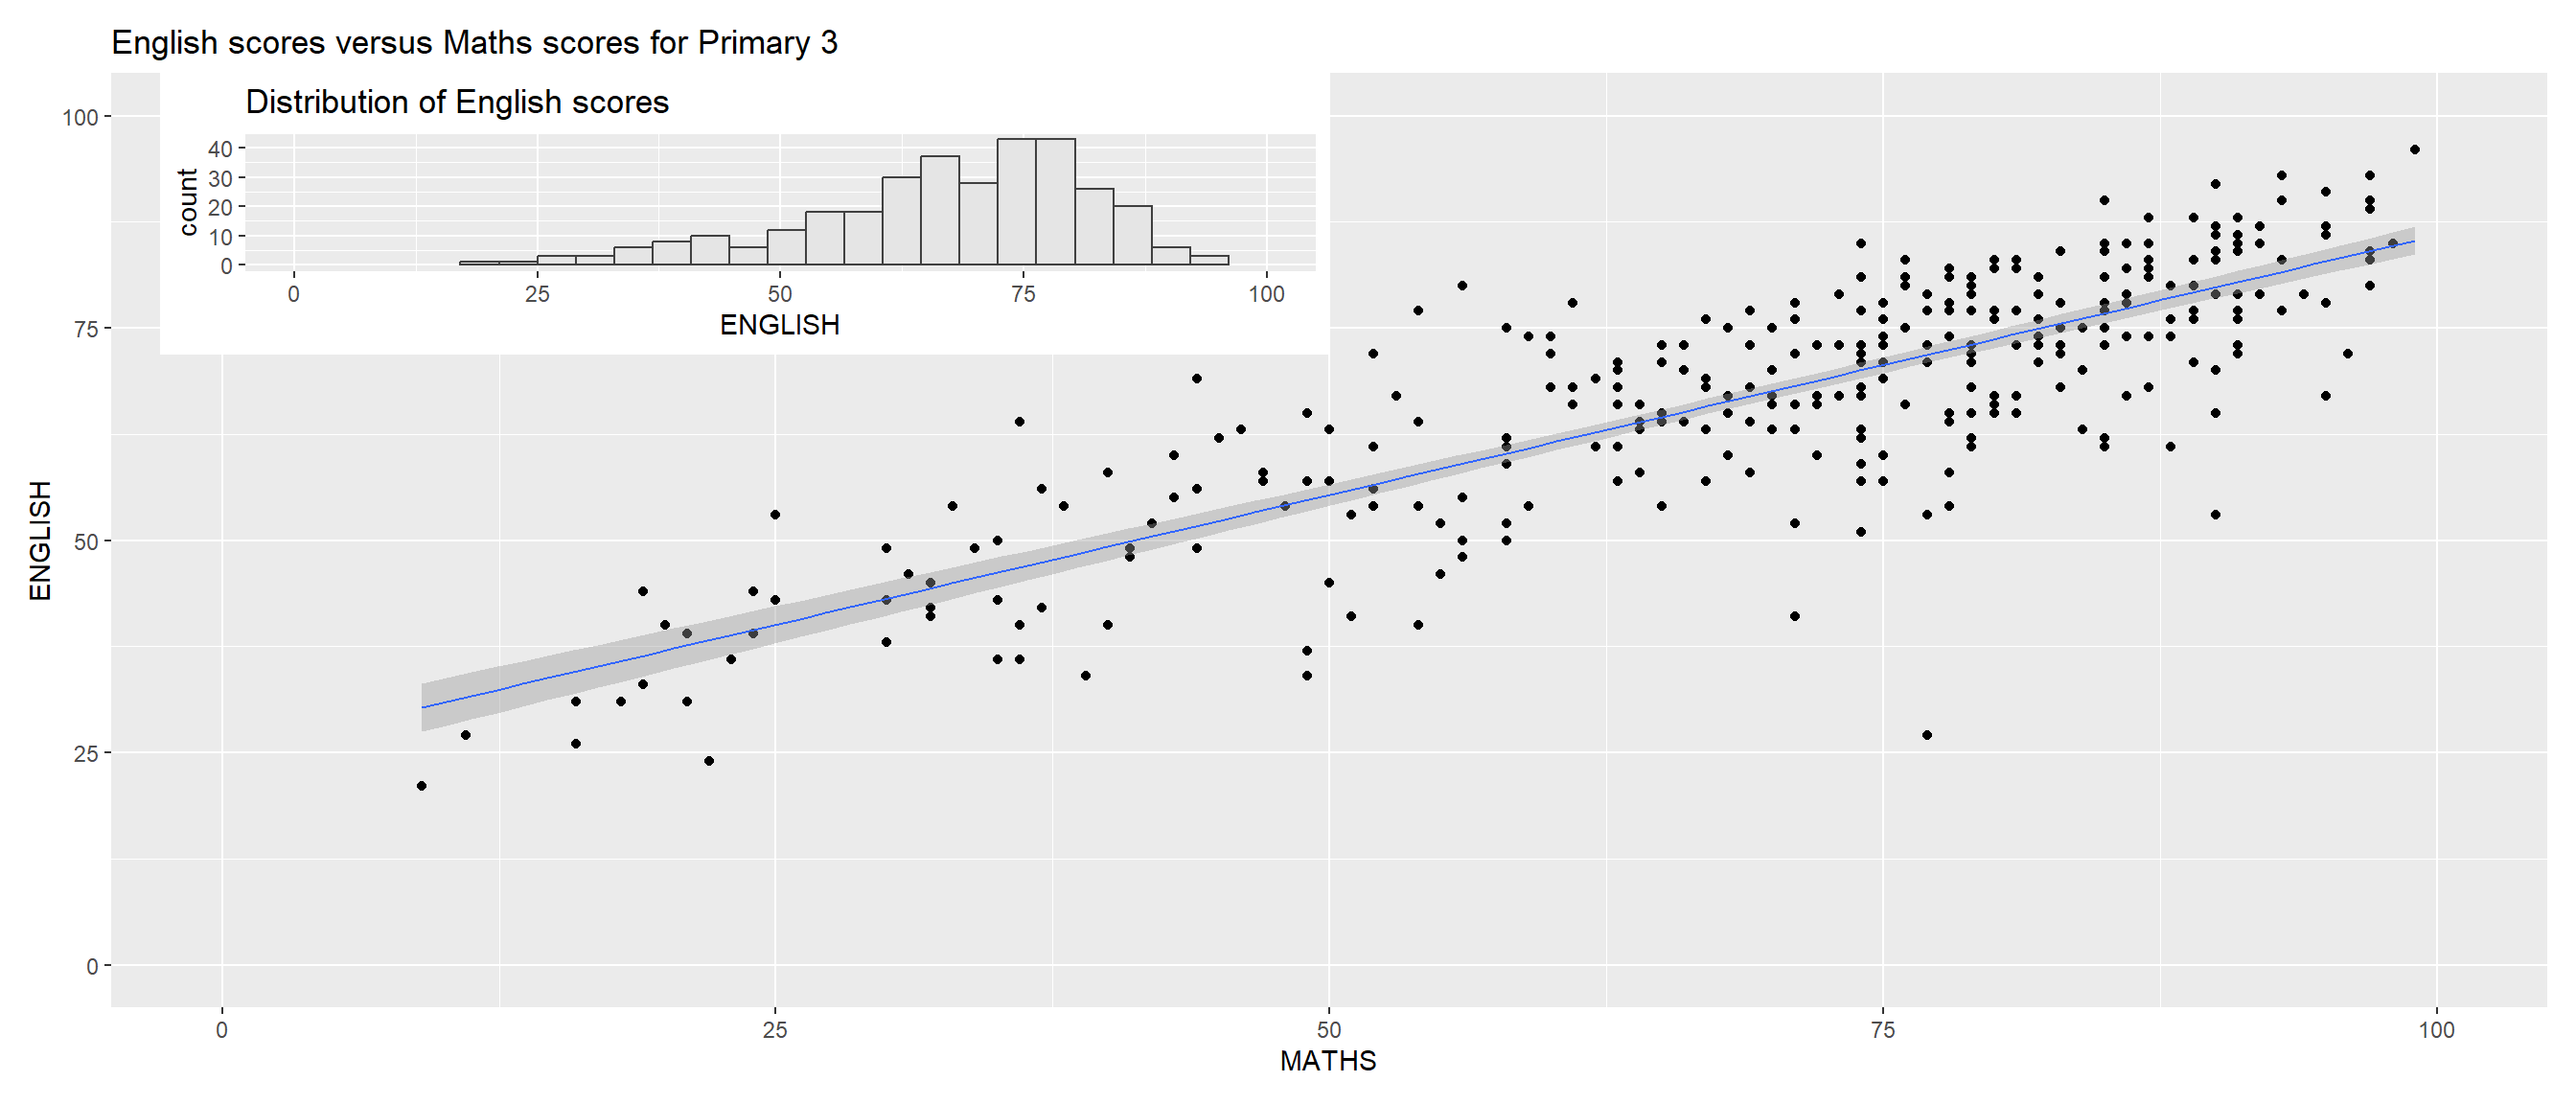 English scores versus Maths scores for Primary 3
Distribution of English scores
count
40
30
20
10
0
0 25 50 75 100
ENGLISH
ENGLISH
100
75
50
25
0
0 25 50 75 100
MATHS